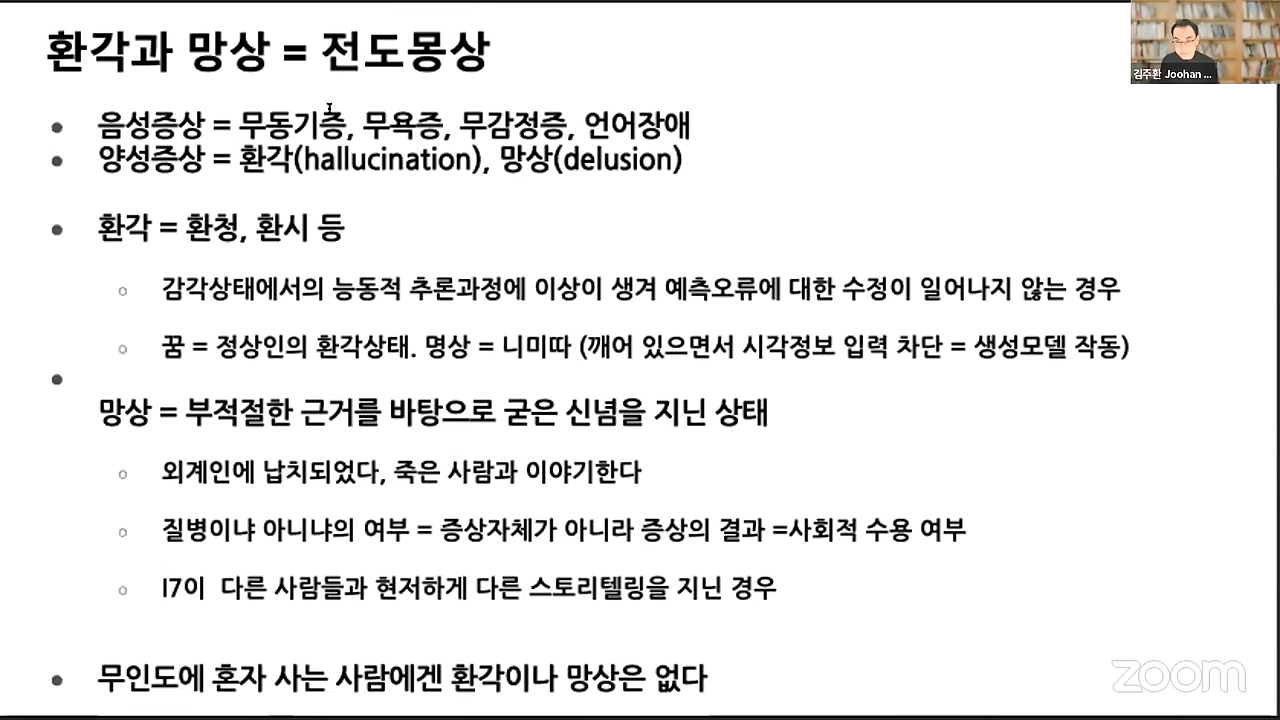 환각과 망상 = 전도몽상
김주환 Joohan ...
• 음성증상 = 무동기증, 무욕증, 무감정증, 언어장애
• 양성증상 = 환각(hallucination), 망상(delusion)
• 환각 = 환청, 환시 등
○ 감각상태에서의 능동적 추론과정에 이상이 생겨 예측오류에 대한 수정이 일어나지 않는 경우
○ 꿈 = 정상인의 환각상태. 명상 = 니미따 (깨어 있으면서 시각정보 입력 차단 = 생성모델 작동)
•
망상 = 부적절한 근거를 바탕으로 굳은 신념을 지닌 상태
○ 외계인에 납치되었다, 죽은 사람과 이야기한다
○ 질병이냐 아니냐의 여부 = 증상자체가 아니라 증상의 결과 =사회적 수용 여부
○ I7이  다른 사람들과 현저하게 다른 스토리텔링을 지닌 경우
• 무인도에 혼자 사는 사람에겐 환각이나 망상은 없다
zoom